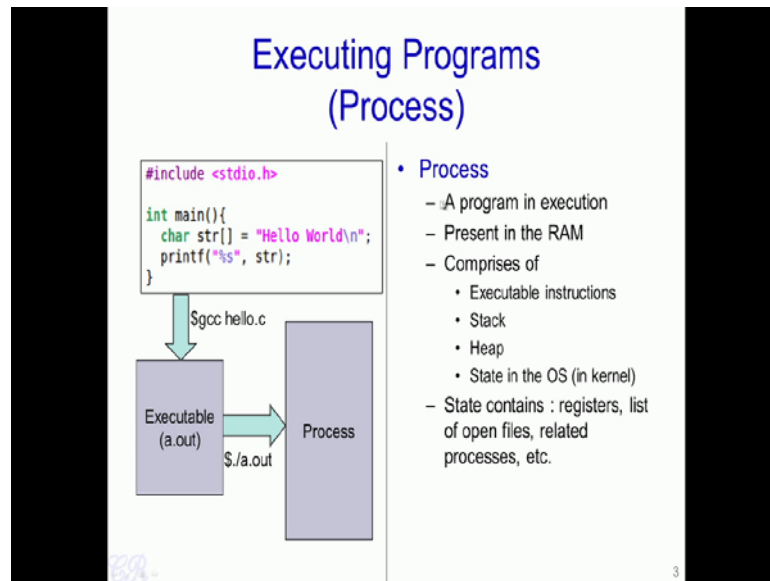 Executing Programs
(Process)
#include <stdio.h>
int main(){
char str[] = "Hello World\n";
printf("%s", str);
}
$gcc hello.c
Executable
(a.out)
$./a.out
Process
• Process
– A program in execution
– Present in the RAM
– Comprises of
• Executable instructions
• Stack
• Heap
• State in the OS (in kernel)
– State contains : registers, list
of open files, related
processes, etc.
3